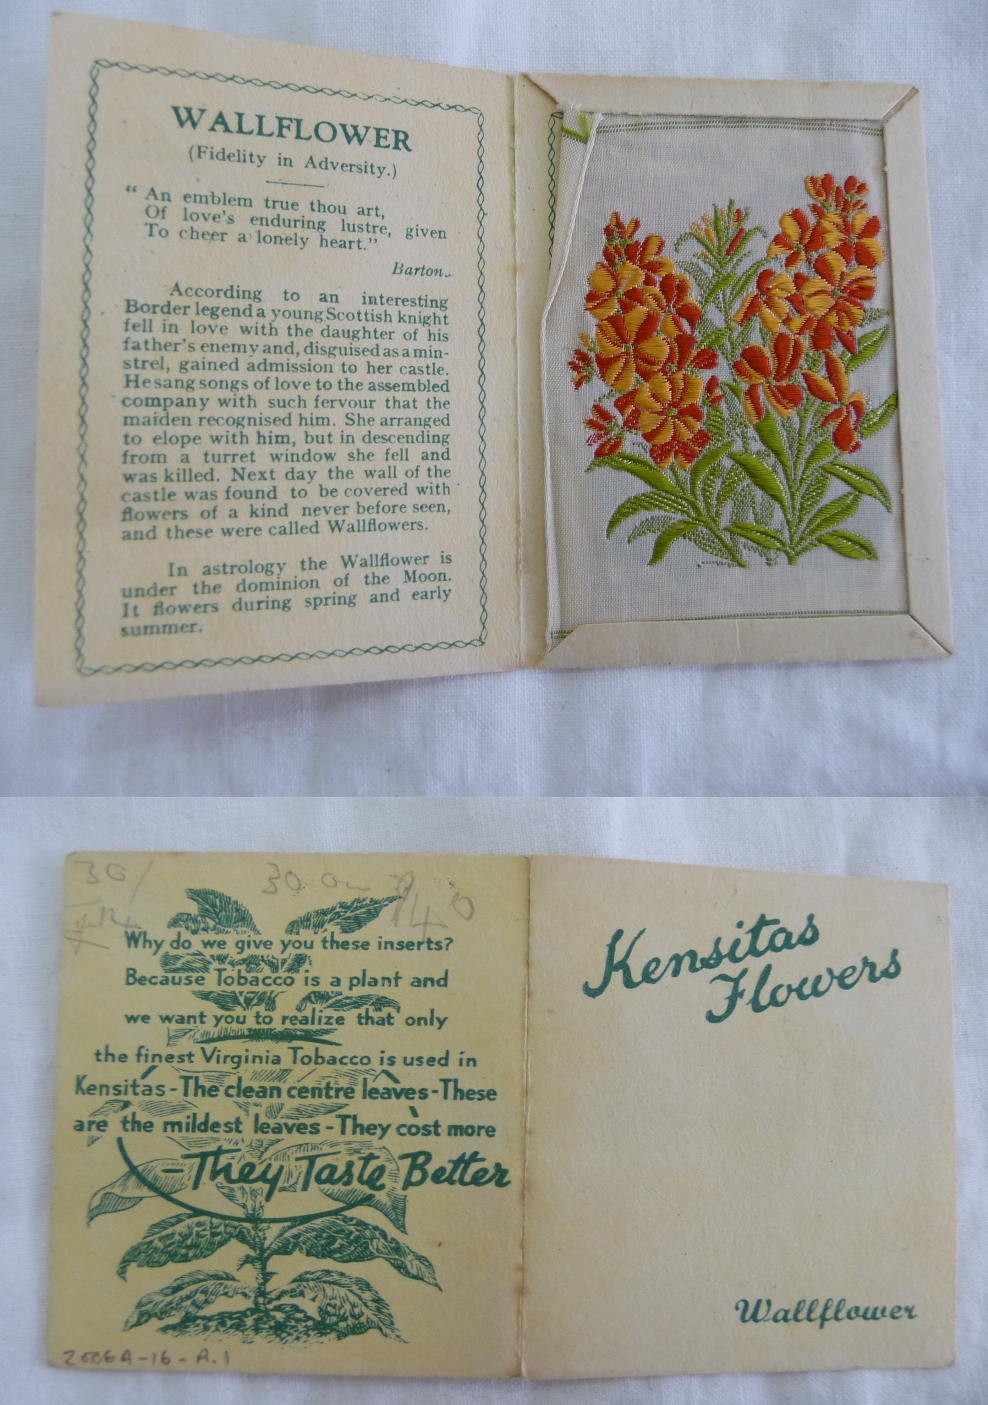 WALLFLOWER
(Fidelity in Adversity.)
“ An emblem true thou art,
Of love's enduring lustre, given
To cheer a lonely heart.”
Barton.
According to an interesting
Border legend a young Scottish knight
fell in love with the daughter of his
father's enemy and, disguised as a min-
strel, gained admission to her castle.
He sang songs of love to the assembled
company with such fervour that the
maiden recognised him. She arranged
to elope with him, but in descending
from a turret window she fell and
was killed. Next day the wall of the
castle was found to be covered with
flowers of a kind never before seen,
and these were called Wallflowers.
In astrology the Wallflower is
under the dominion of the Moon.
It flowers during spring and early
summer.
30/
Why do we give you these inserts?
Because Tobacco is a plant and
we want you to realize that only
the finest Virginia Tobacco is used in
Kensitas - The clean centre leaves - These
are the mildest leaves - They cost more
- They Taste Better
2506A-16-A.1
Kensitas
Flowers
Wallflower